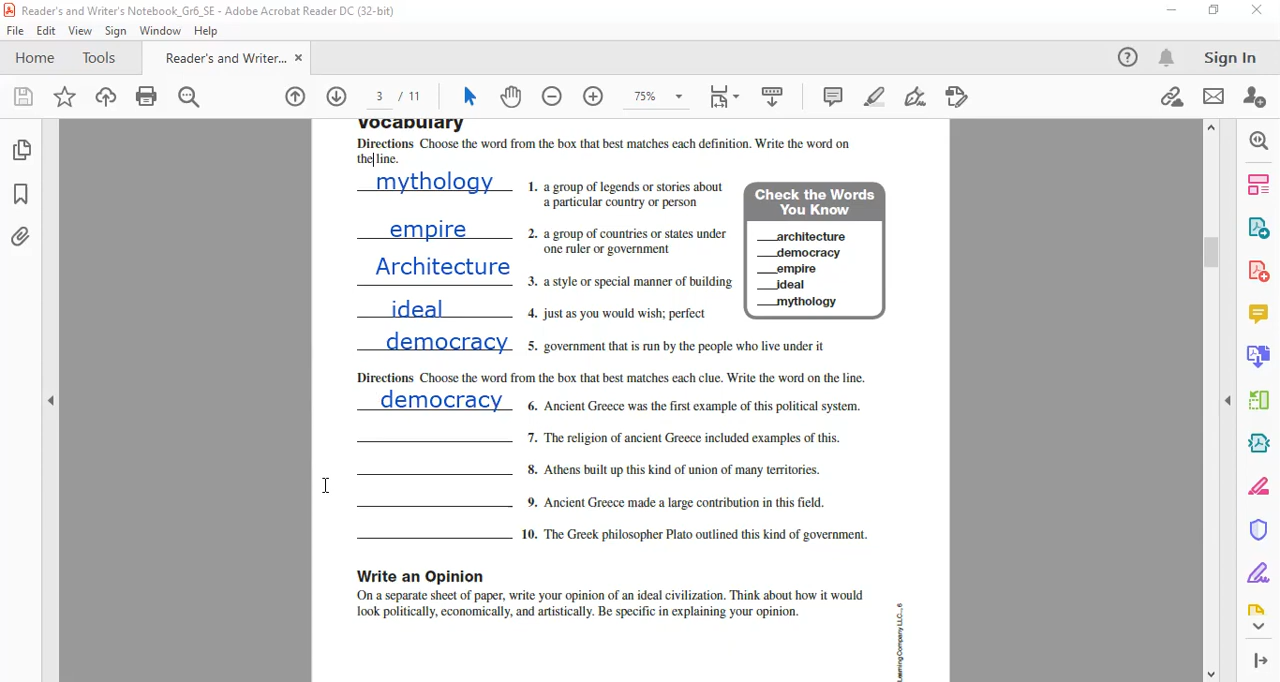 Reader's and Writer's Notebook_Gr6_SE - Adobe Acrobat Reader DC (32-bit)
File Edit View Sign Window Help
Home Tools Reader's and Writer... × Sign In
3 / 11 75%
Vocabulary
Directions Choose the word from the box that best matches each definition. Write the word on
the line.
mythology 1. a group of legends or stories about
a particular country or person
empire 2. a group of countries or states under
one ruler or government
Architecture 3. a style or special manner of building
ideal 4. just as you would wish; perfect
democracy 5. government that is run by the people who live under it
Check the Words
You Know
___architecture
___democracy
___empire
___ideal
___mythology
Directions Choose the word from the box that best matches each clue. Write the word on the line.
democracy 6. Ancient Greece was the first example of this political system.
7. The religion of ancient Greece included examples of this.
8. Athens built up this kind of union of many territories.
9. Ancient Greece made a large contribution in this field.
10. The Greek philosopher Plato outlined this kind of government.
Write an Opinion
On a separate sheet of paper, write your opinion of an ideal civilization. Think about how it would
look politically, economically, and artistically. Be specific in explaining your opinion.
Learning Company LLC., 6